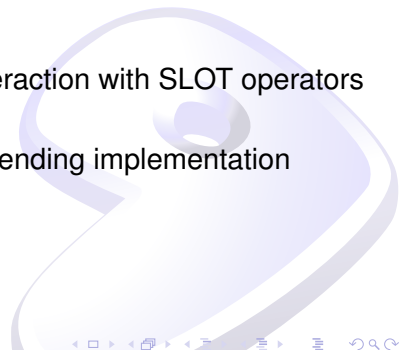 eraction with SLOT operators
ending implementation